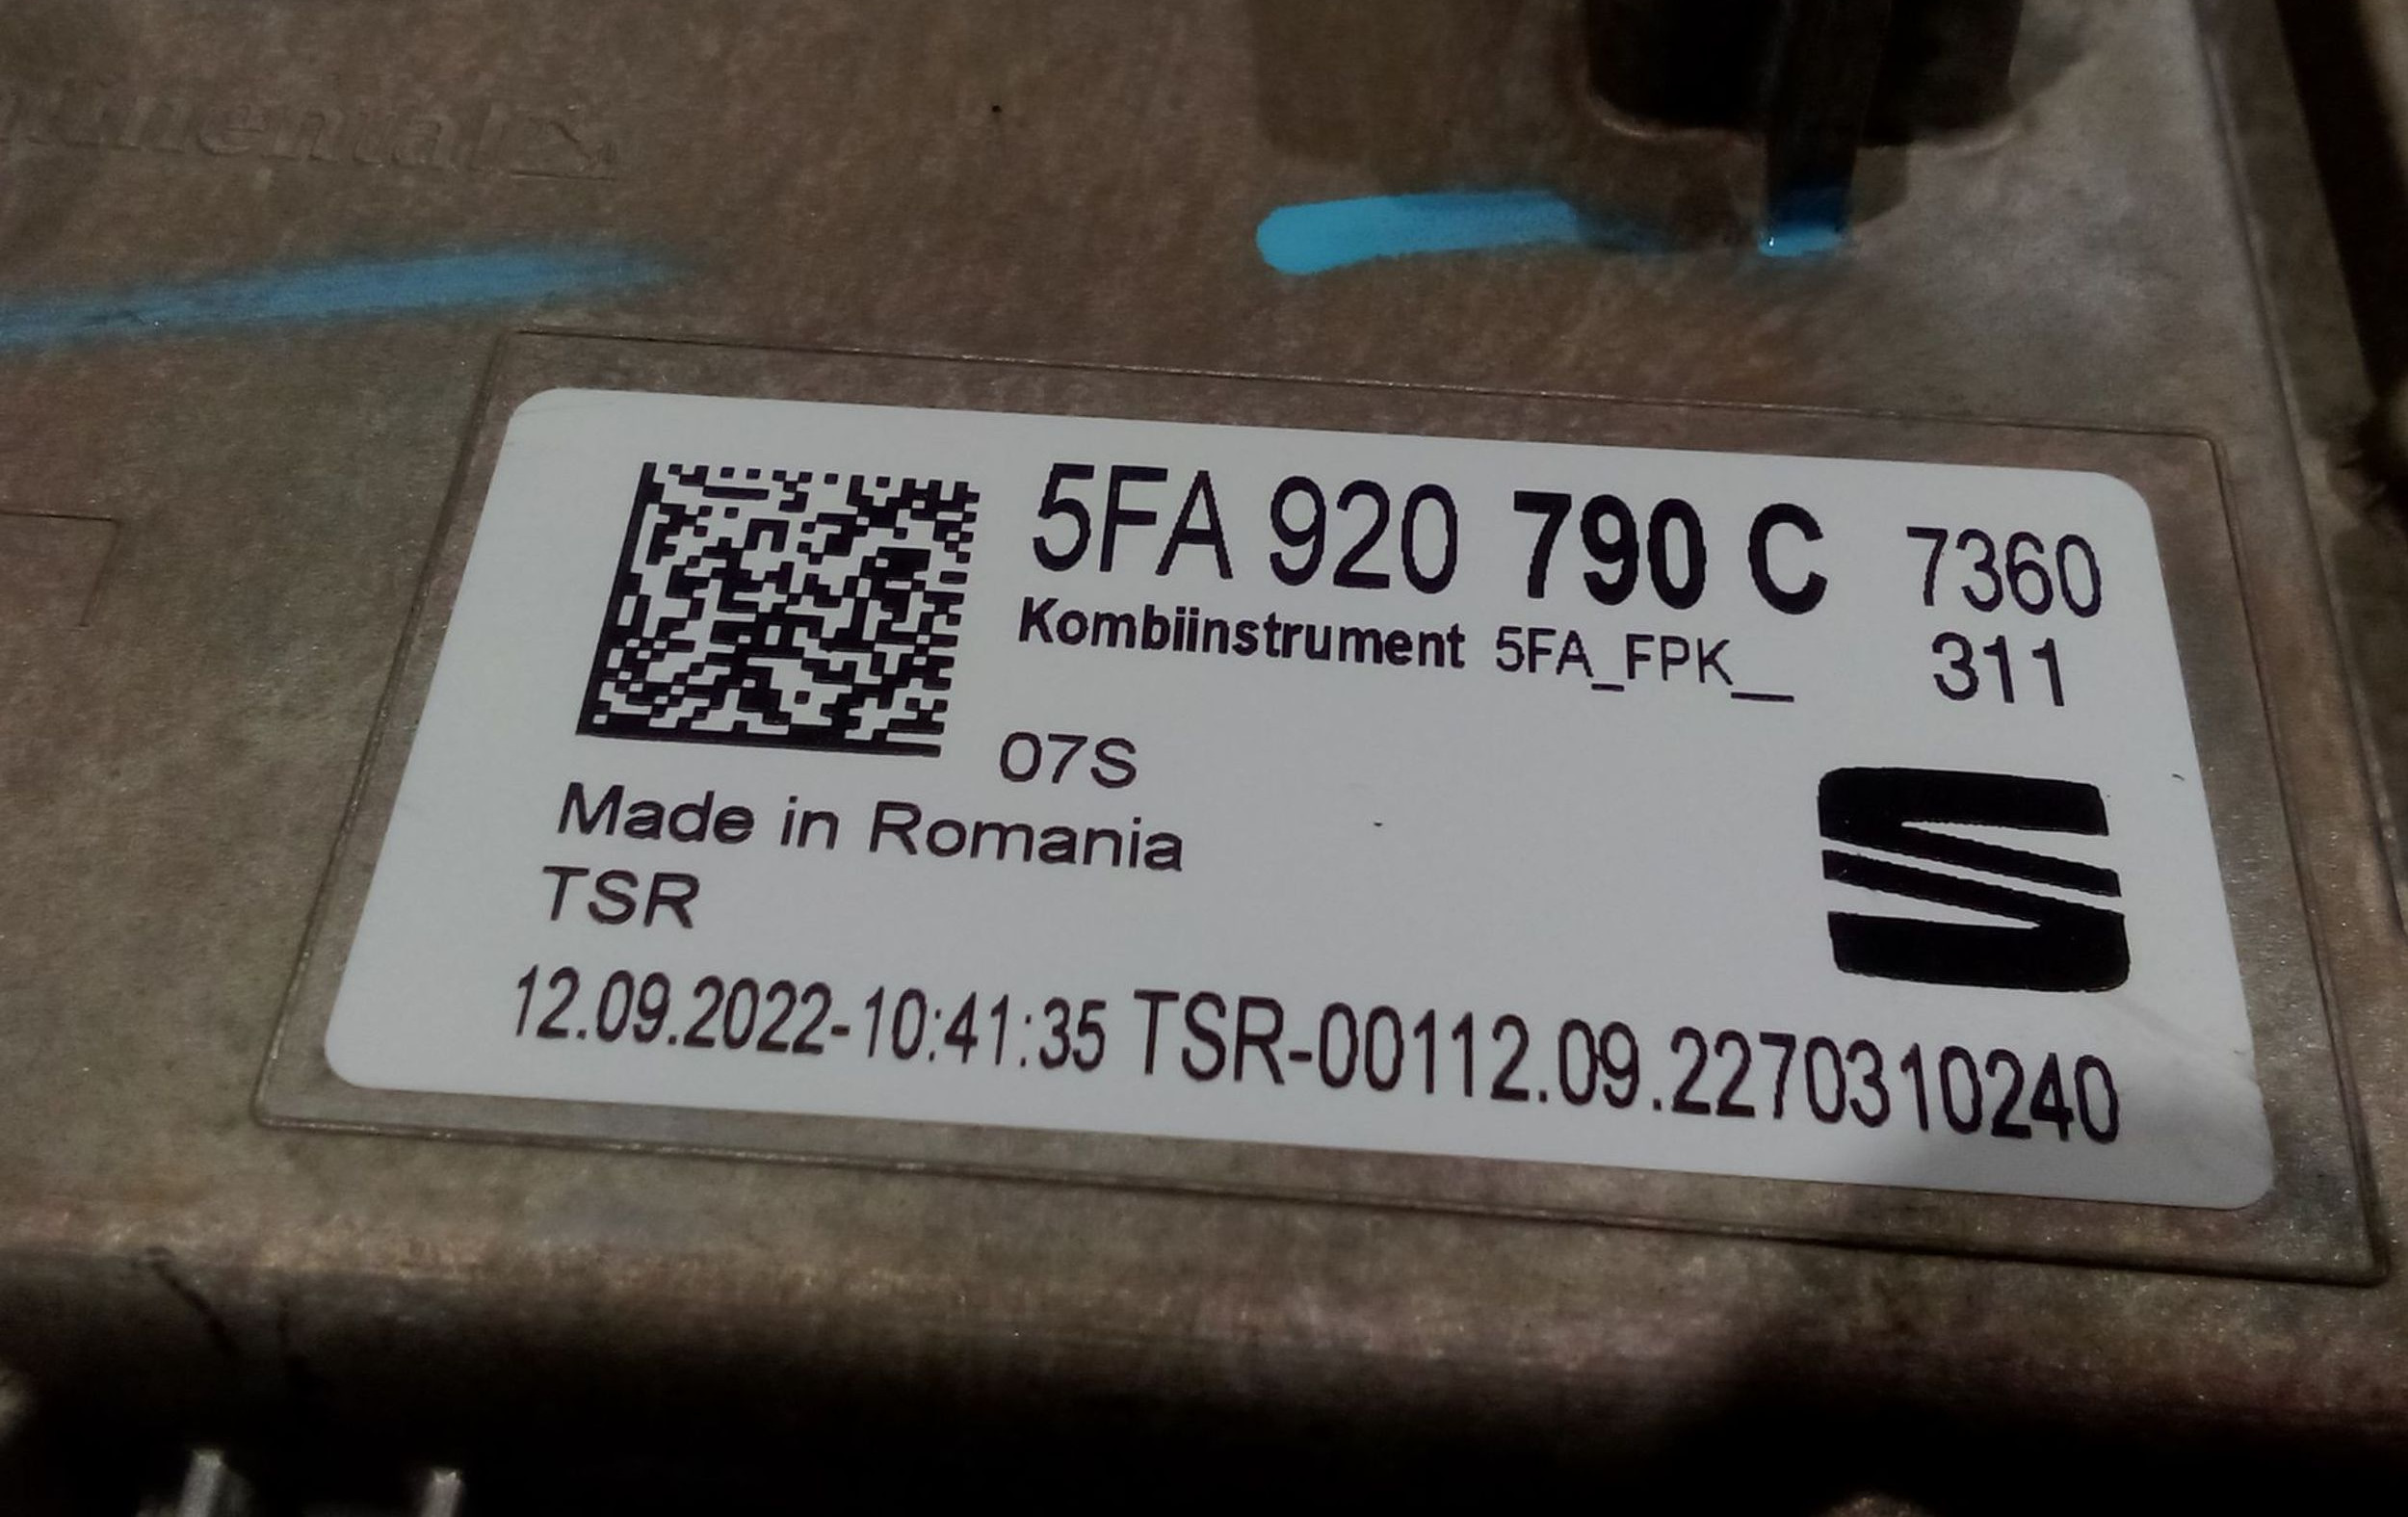 5FA 920 790 C 7360
Kombiinstrument 5FA_FPK__ 311
07S
Made in Romania
TSR
12.09.2022-10:41:35 TSR-00112.09.2270310240